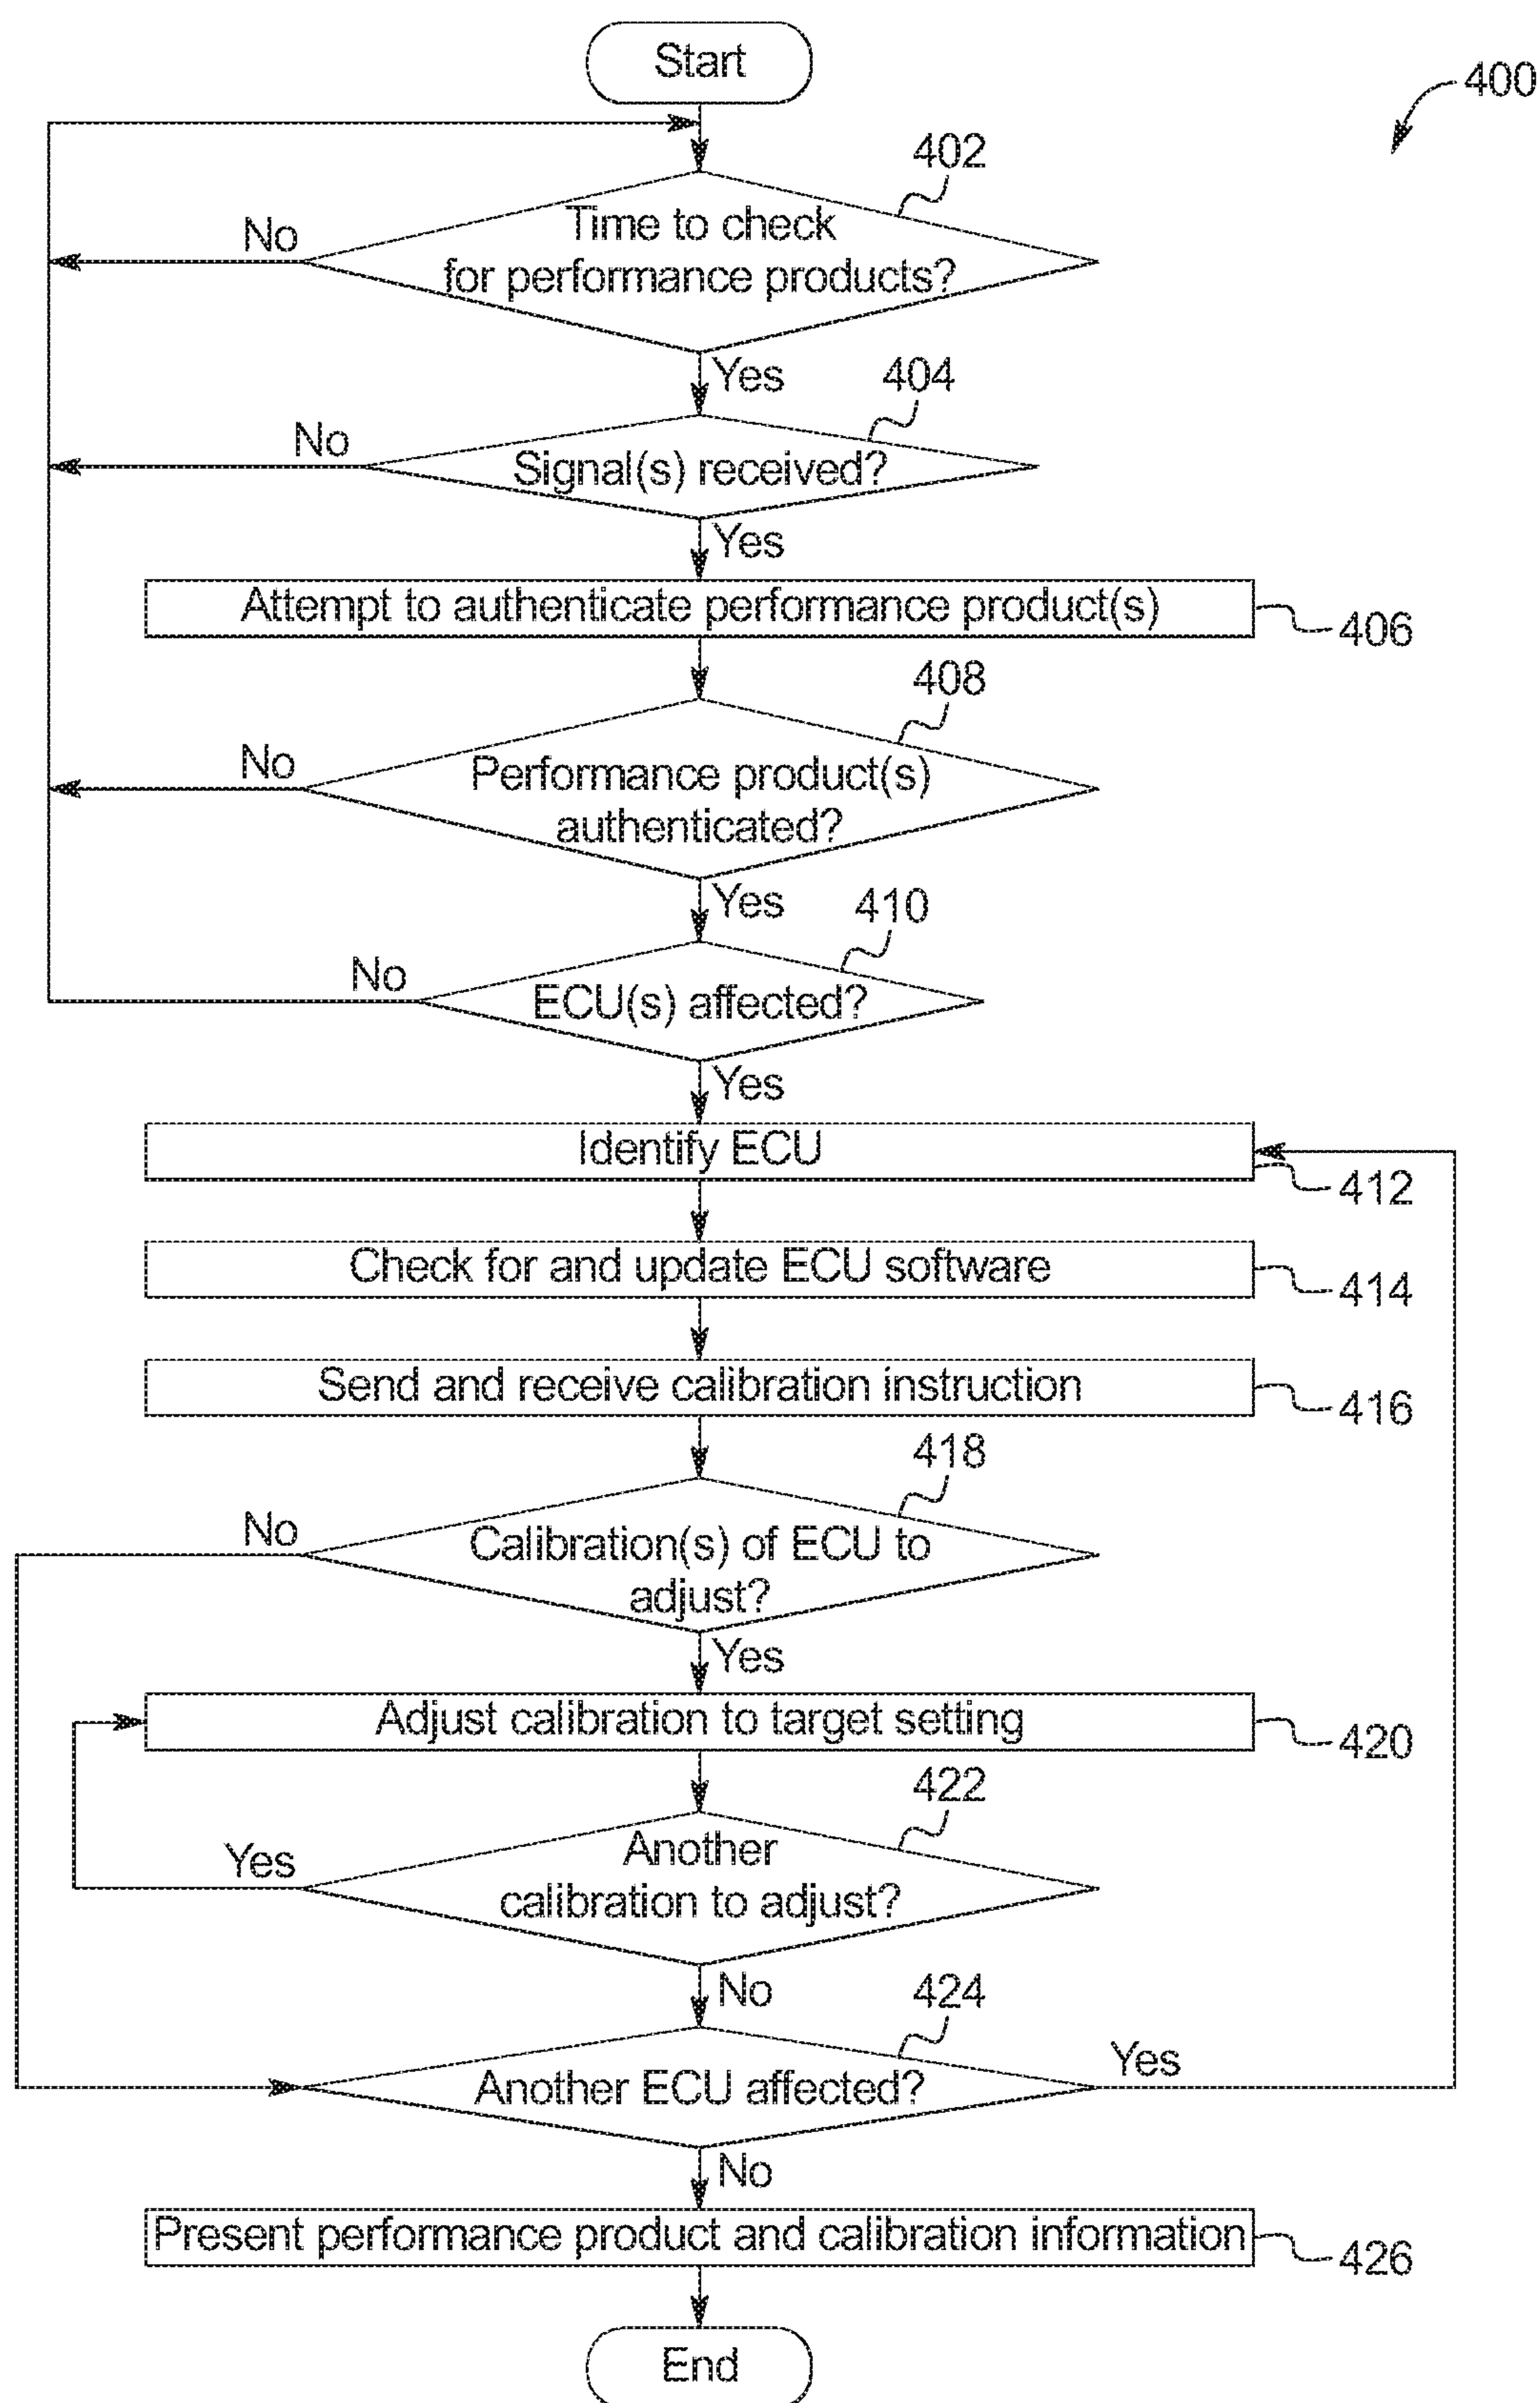 Start
400
402
Time to check
for performance products?
No
Yes
404
Signal(s) received?
No
Yes
Attempt to authenticate performance product(s)
406
408
Performance product(s)
authenticated?
No
Yes
410
ECU(s) affected?
No
Yes
Identify ECU
412
Check for and update ECU software
414
Send and receive calibration instruction
416
418
Calibration(s) of ECU to
adjust?
No
Yes
Adjust calibration to target setting
420
422
Another
calibration to adjust?
Yes
No
424
Another ECU affected?
Yes
No
Present performance product and calibration information
426
End